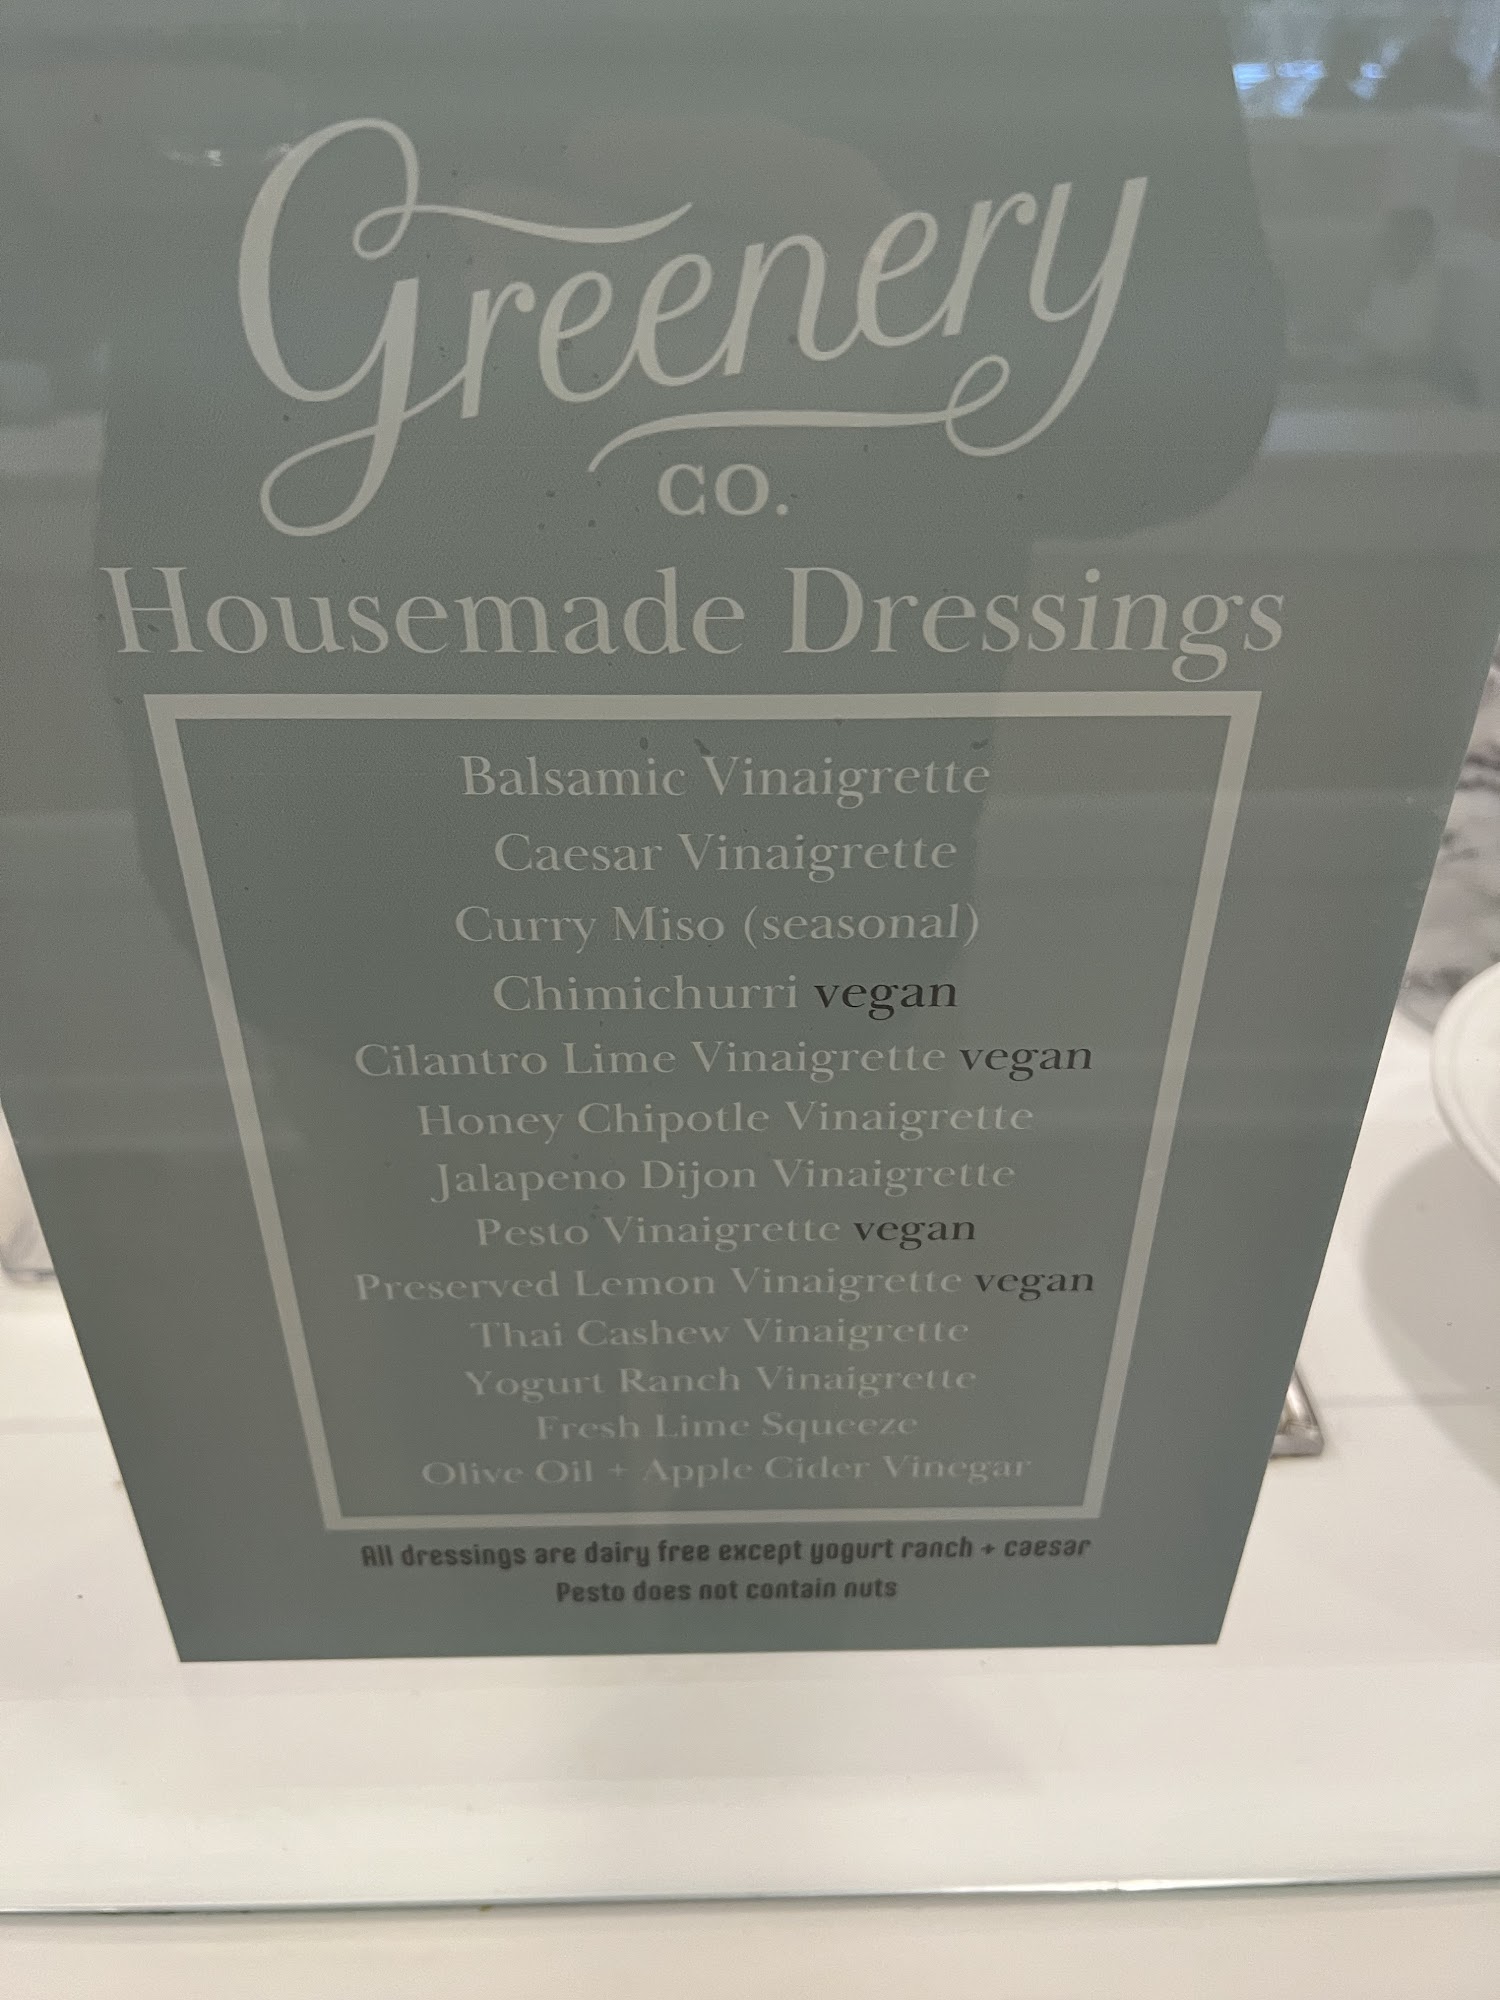 Greenery
CO.
Housemade Dressings
Balsamic Vinaigrette
Caesar Vinaigrette
Curry Miso (seasonal)
Chimichurri vegan
Cilantro Lime Vinaigrette vegan
Honey Chipotle Vinaigrette
Jalapeno Dijon Vinaigrette
Pesto Vinaigrette vegan
Preserved Lemon Vinaigrette vegan
Thai Cashew Vinaigrette
Yogurt Ranch Vinaigrette
Fresh Lime Squeeze
Olive Oil + Apple Cider Vinegar
All dressings are dairy free except yogurt ranch + caesar
Pesto does not contain nuts